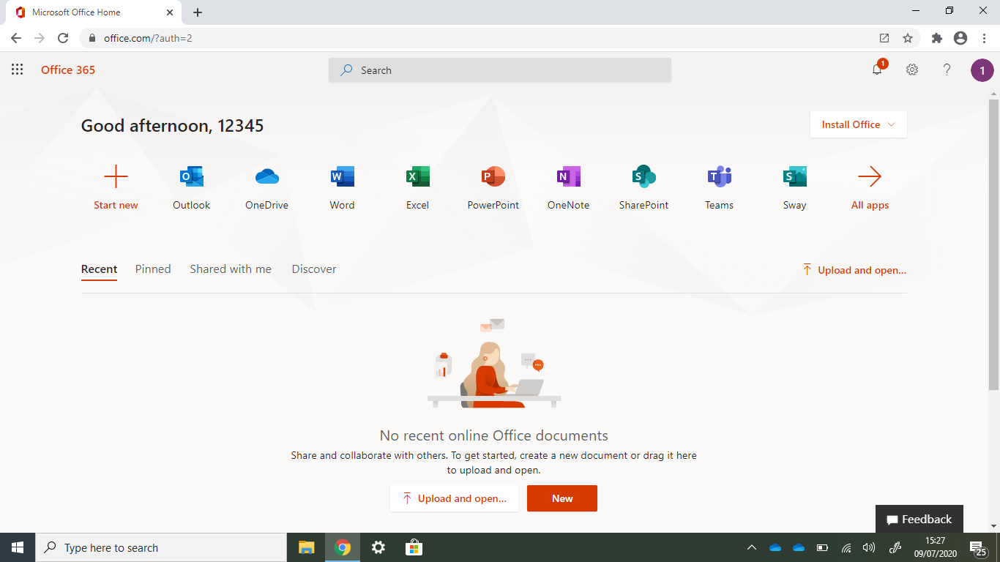 Microsoft Office Home
office.com/?auth=2
Office 365
Search
1
1
Good afternoon, 12345
Install Office
Start new
O
Outlook
OneDrive
W
Word
X
Excel
P
PowerPoint
N
OneNote
S
SharePoint
T
Teams
S
Sway
All apps
Recent
Pinned
Shared with me
Discover
Upload and open...
No recent online Office documents
Share and collaborate with others. To get started, create a new document or drag it here
to upload and open.
Upload and open...
New
Feedback
Type here to search
15:27
09/07/2020
25